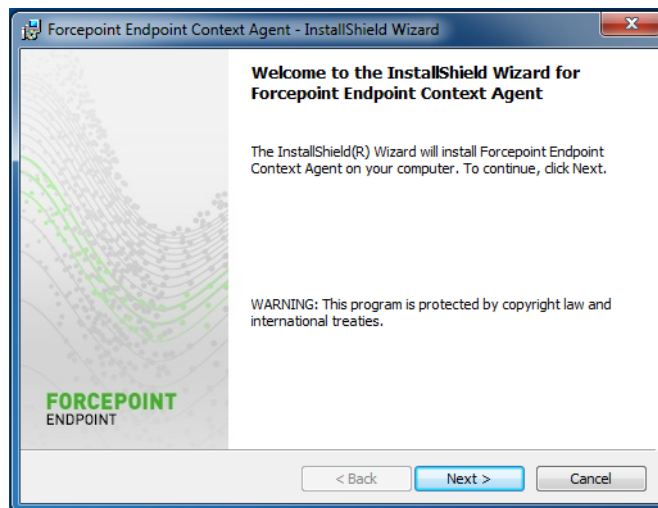 Forcepoint Endpoint Context Agent - InstallShield Wizard
Welcome to the InstallShield Wizard for
Forcepoint Endpoint Context Agent
The InstallShield(R) Wizard will install Forcepoint Endpoint
Context Agent on your computer. To continue, click Next.
WARNING: This program is protected by copyright law and
international treaties.
FORCEPOINT
ENDPOINT
< Back
Next >
Cancel